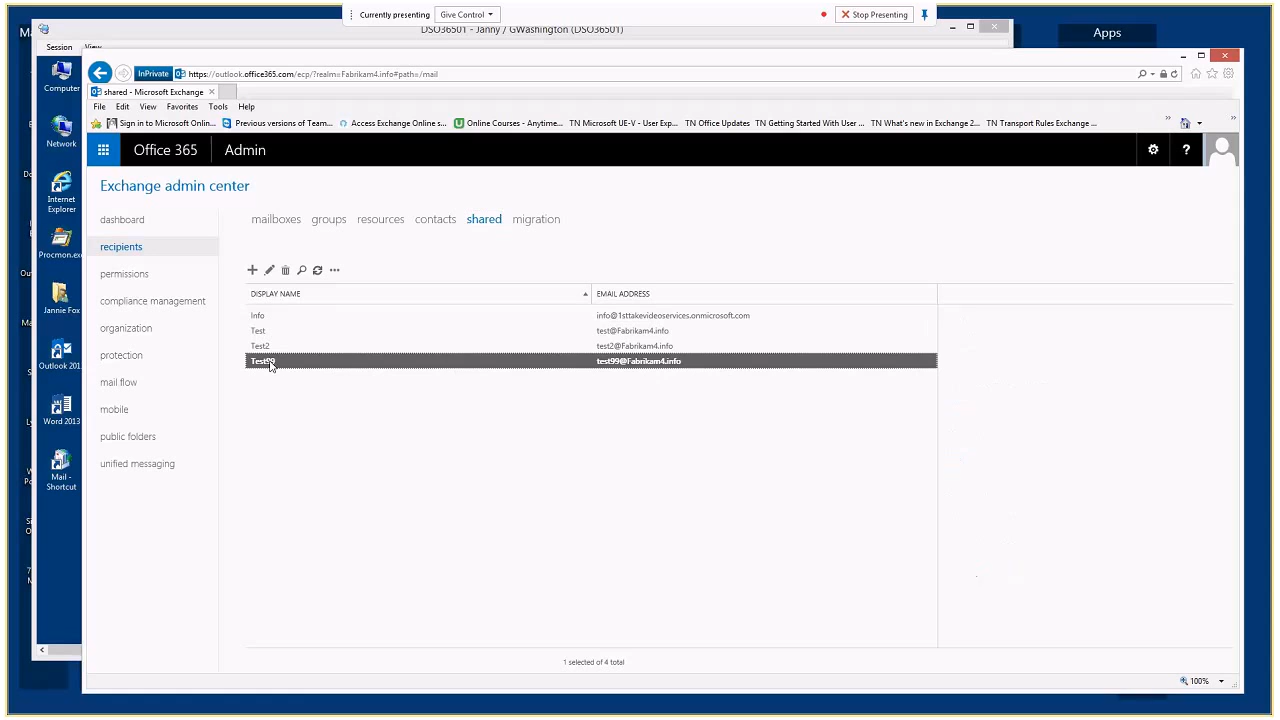 Currently presenting Give Control Stop Presenting
DSO36501 - Janny / GWashington (DSO36501)
Apps
Session View
InPrivate https://outlook.office365.com/ecp/?realm=Fabrikam4.info#path=/mail
shared - Microsoft Exchange
File Edit View Favorites Tools Help
Sign in to Microsoft Onlin... Previous versions of Team... Access Exchange Online s... Online Courses - Anytime... TN Microsoft UE-V - User Exp... TN Office Updates TN Getting Started With User ... TN What's new in Exchange 2... TN Transport Rules Exchange ...
Computer
Network
Internet
Explorer
Procmon.ex
Jannie Fox
Outlook 201
Word 2013
Mail -
Shortcut
Office 365 Admin ?
Exchange admin center
dashboard
recipients
permissions
compliance management
organization
protection
mail flow
mobile
public folders
unified messaging
mailboxes groups resources contacts shared migration
DISPLAY NAME EMAIL ADDRESS
Info info@1sttakevideoservices.onmicrosoft.com
Test test@Fabrikam4.info
Test2 test2@Fabrikam4.info
Test99 test99@Fabrikam4.info
1 selected of 4 total
100%